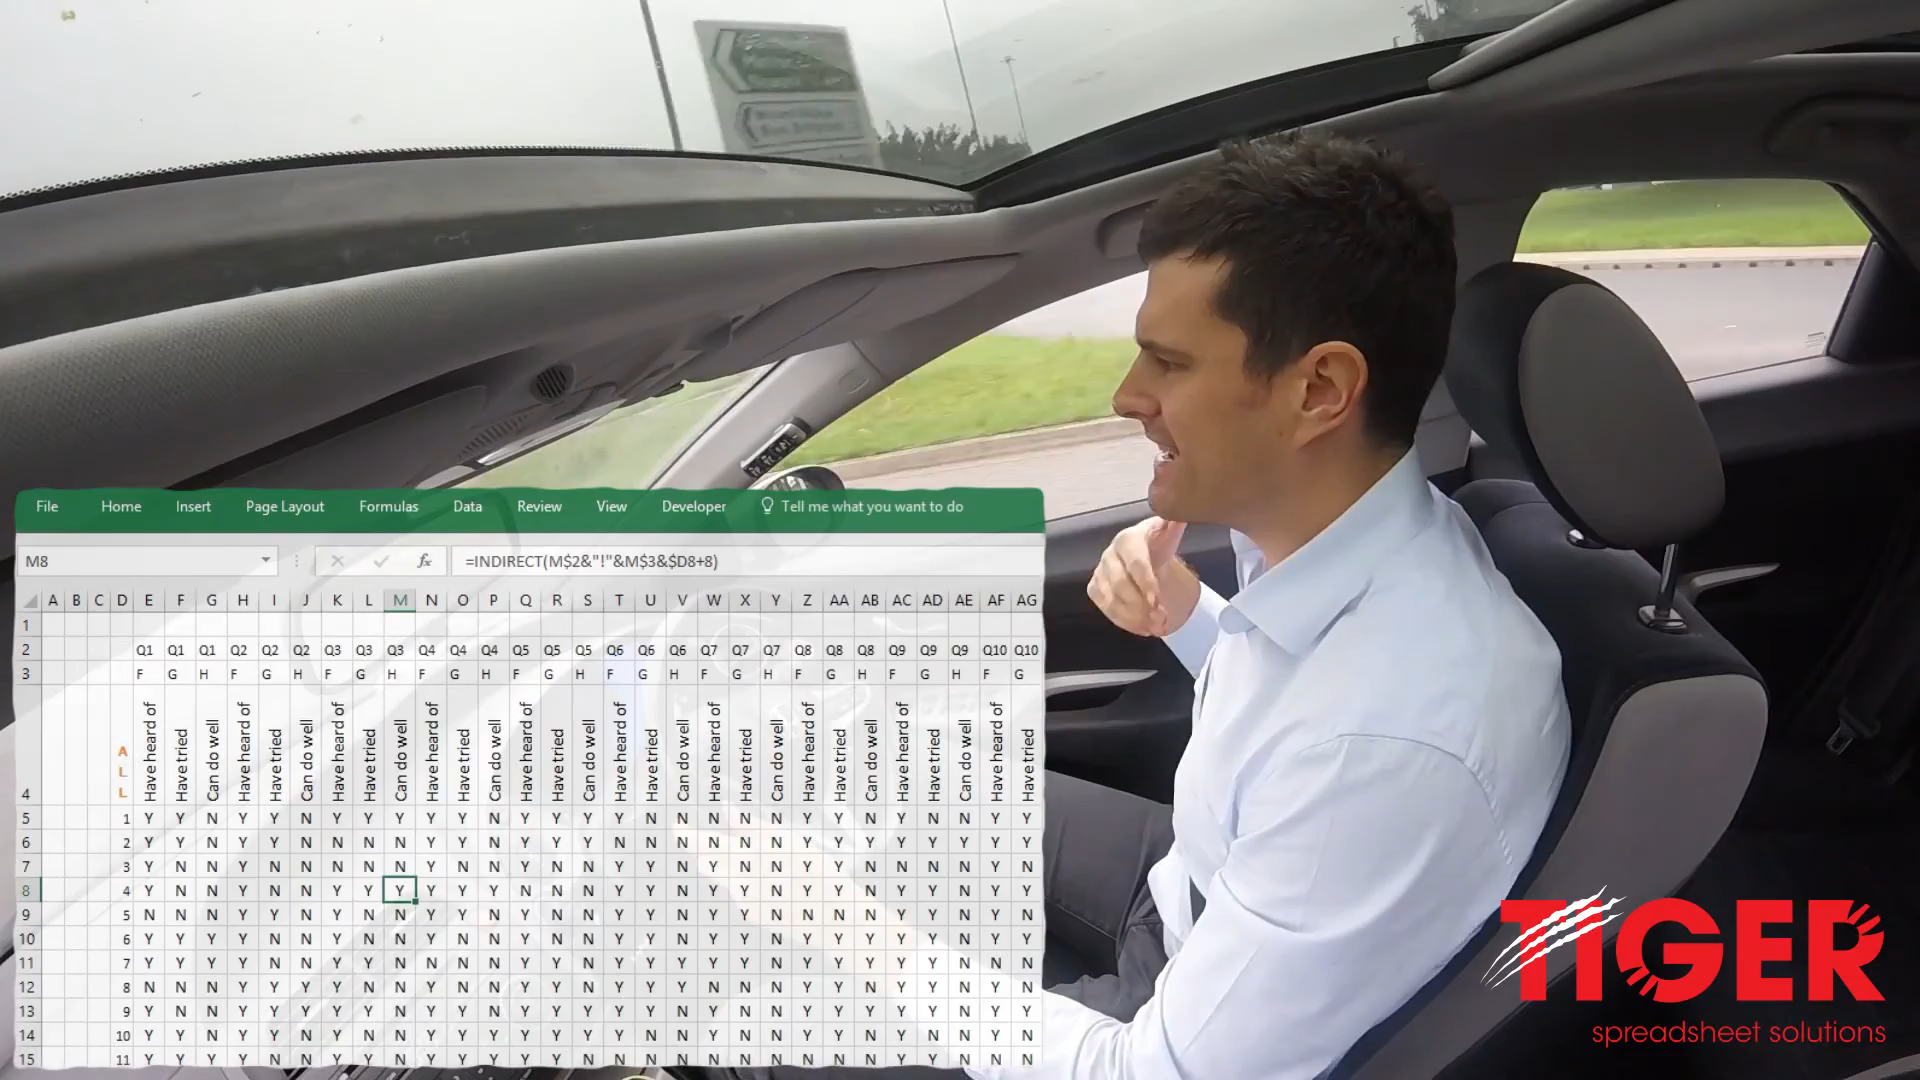 File Home Insert Page Layout Formulas Data Review View Developer Tell me what you want to do
M8 fx =INDIRECT(M$2&"!"&M$3&$D8+8)
A B C D E F G H I J K L M N O P Q R S T U V W X Y Z AA AB AC AD AE AF AG
1
2 Q1 Q1 Q1 Q2 Q2 Q2 Q3 Q3 Q3 Q4 Q4 Q4 Q5 Q5 Q5 Q6 Q6 Q6 Q7 Q7 Q7 Q8 Q8 Q8 Q9 Q9 Q9 Q10 Q10
3 F G H F G H F G H F G H F G H F G H F G H F G H F G H F G
4 A L L Have heard of Have tried Can do well Have heard of Have tried Can do well Have heard of Have tried Can do well Have heard of Have tried Can do well Have heard of Have tried Can do well Have heard of Have tried Can do well Have heard of Have tried Can do well Have heard of Have tried Can do well Have heard of Have tried Can do well Have heard of Have tried
5 1 Y Y N Y Y N Y Y Y Y Y N Y Y Y Y N N N N N Y Y N Y N N Y Y
6 2 Y Y N Y Y N N N N Y Y N Y Y Y N N N N N N Y Y Y Y Y Y Y Y
7 3 Y N N Y N N N N N Y N N Y N N Y Y N Y N Y Y Y N N N N Y N
8 4 Y N N Y N N Y Y Y Y Y Y N N N Y Y N Y Y N Y Y N Y Y N Y Y
9 5 N N N Y N N Y N N Y Y N Y N N Y Y N Y Y N N N N Y Y N Y N
10 6 Y Y Y Y N N Y N N Y N N Y N N Y Y N Y Y N Y Y Y Y Y N Y N
11 7 Y Y Y Y N N Y Y N N N N Y N N Y Y Y Y Y N Y Y Y Y Y N N N
12 8 N N N Y Y Y Y N N Y N N Y N N Y Y Y N N N Y Y N Y Y N Y N
13 9 Y N N Y Y Y Y Y N Y N N Y N N Y Y N Y Y N Y Y N Y Y N Y Y
14 10 Y Y N Y Y N Y Y N Y Y Y Y Y Y Y N N Y Y N Y Y N Y N N Y N
15 11 Y Y Y Y N N Y Y N Y Y Y Y Y N N N N N N N N N N Y Y N N N
TIGER
spreadsheet solutions